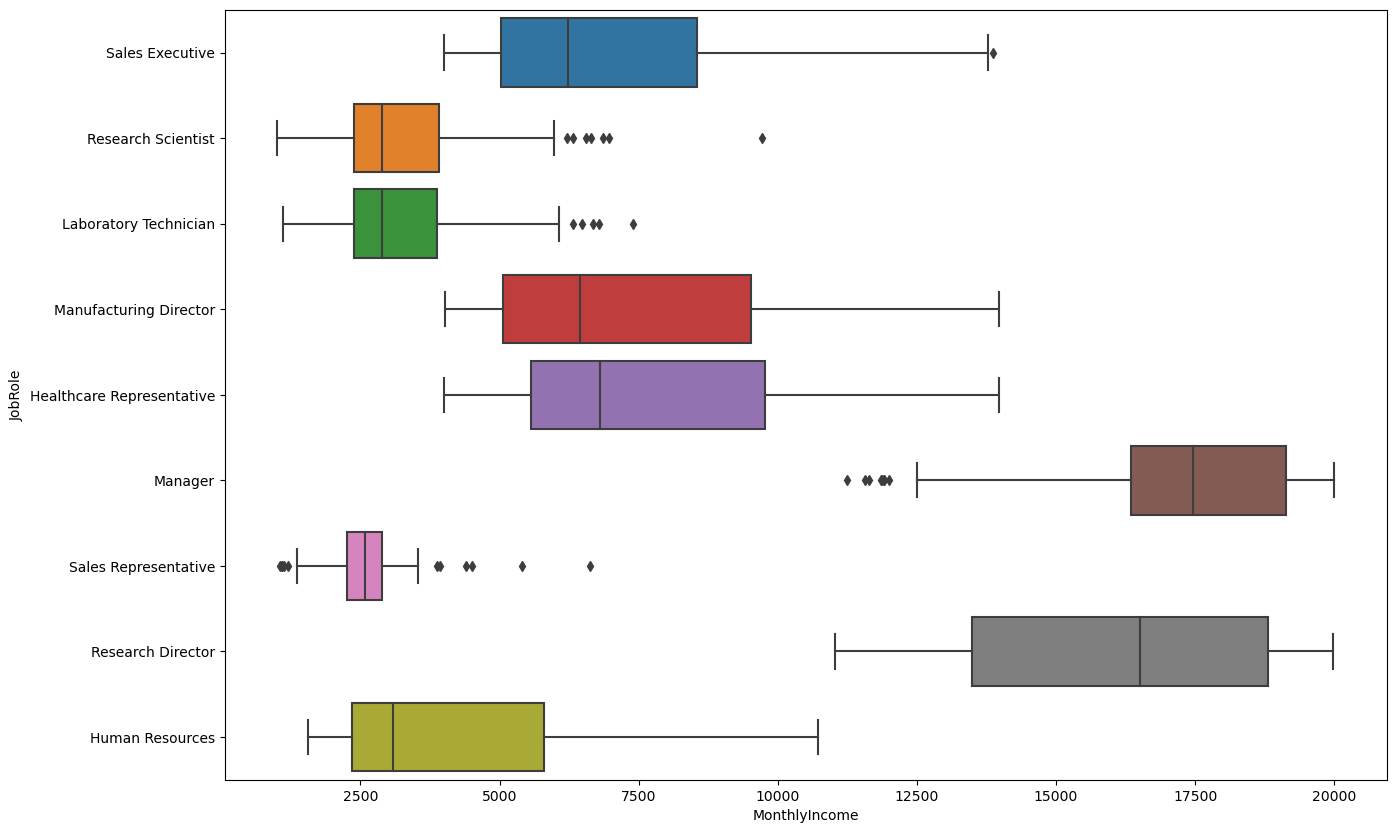 Sales Executive
Research Scientist
Laboratory Technician
Manufacturing Director
Healthcare Representative
Manager
Sales Representative
Research Director
Human Resources
JobRole
2500 5000 7500 10000 12500 15000 17500 20000
MonthlyIncome